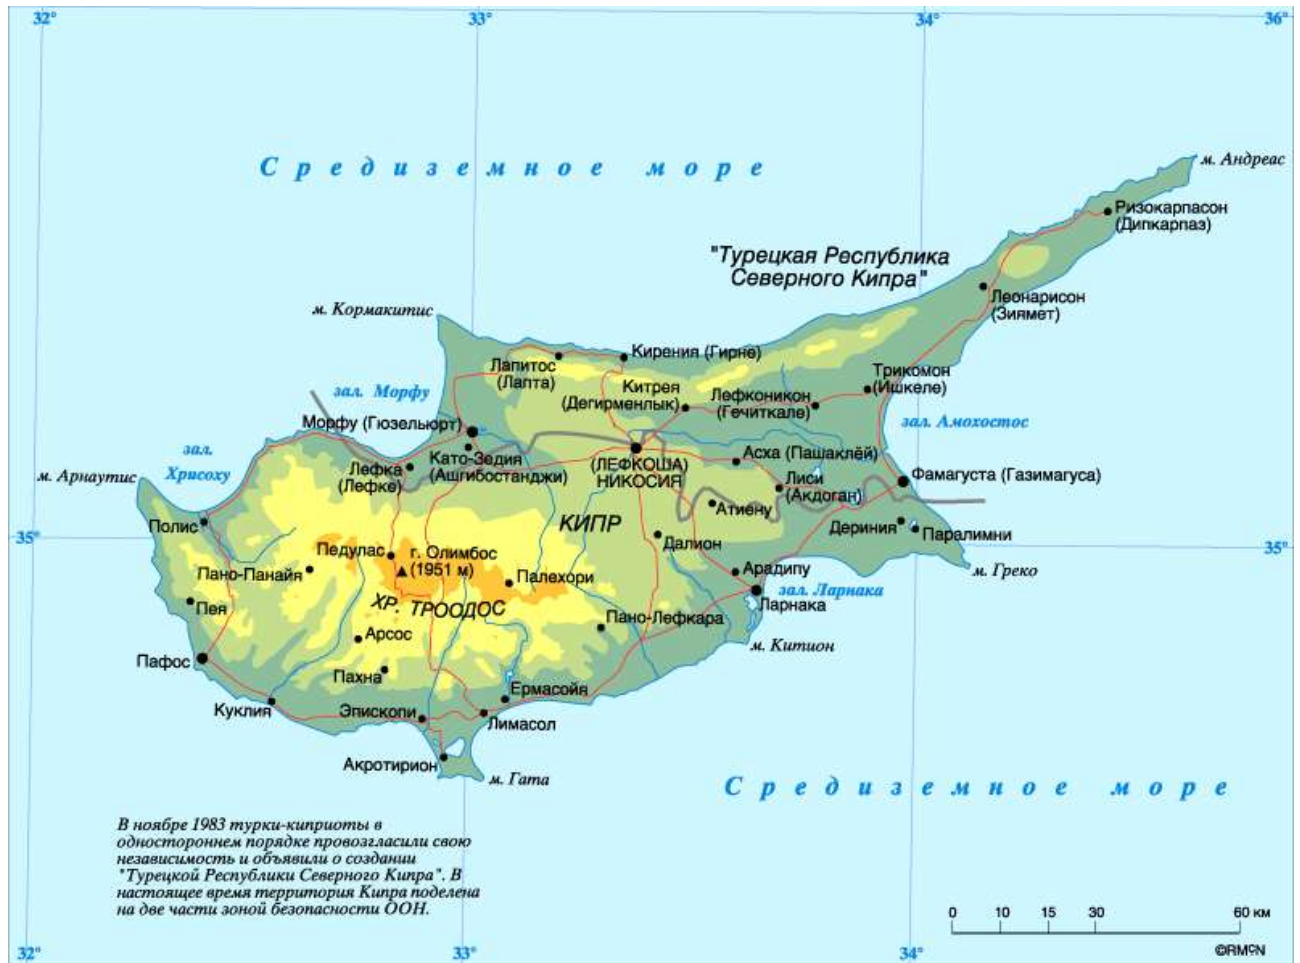 32°
33°
34°
36°
Средиземное море
м. Андреас
Ризокарпасон
(Дипкарпаз)
"Турецкая Республика
Северного Кипра"
Леонарисон
(Зиямет)
м. Кормакитис
Лапитос
(Лапта)
Кирения (Гирне)
Китрея
(Дегирменлык)
Трикомон
(Ишкеле)
Лефконикон
(Гечиткале)
зал. Морфу
зал. Амохостос
Морфу (Гюзельюрт)
зал.
Хрисоху
Лефка
(Лефке)
Като-Зедия
(Ашгибостанджи)
(ЛЕФКОША)
НИКОСИЯ
Асха (Пашаклёй)
Лиси
(Акдоган)
Фамагуста (Газимагуса)
м. Арнаутис
Полис
КИПР
Атиену
Дериния
Паралимни
35°
Далион
35°
Педулас
г. Олимбос
(1951 м)
Пано-Панайя
Палехори
Арадипу
м. Греко
зал. Ларнака
Ларнака
Пея
ХР. ТРООДОС
Пано-Лефкара
Арсос
м. Китион
Пафос
Пахна
Куклия
Эпископи
Ермасойя
Лимасол
Акротирион
м. Гата
Средиземное море
В ноябре 1983 турки-киприоты в
одностороннем порядке провозгласили свою
независимость и объявили о создании
"Турецкой Республики Северного Кипра". В
настоящее время территория Кипра поделена
на две части зоной безопасности ООН.
0 10 15 30 60 км
©RMCN
32°
33°
34°